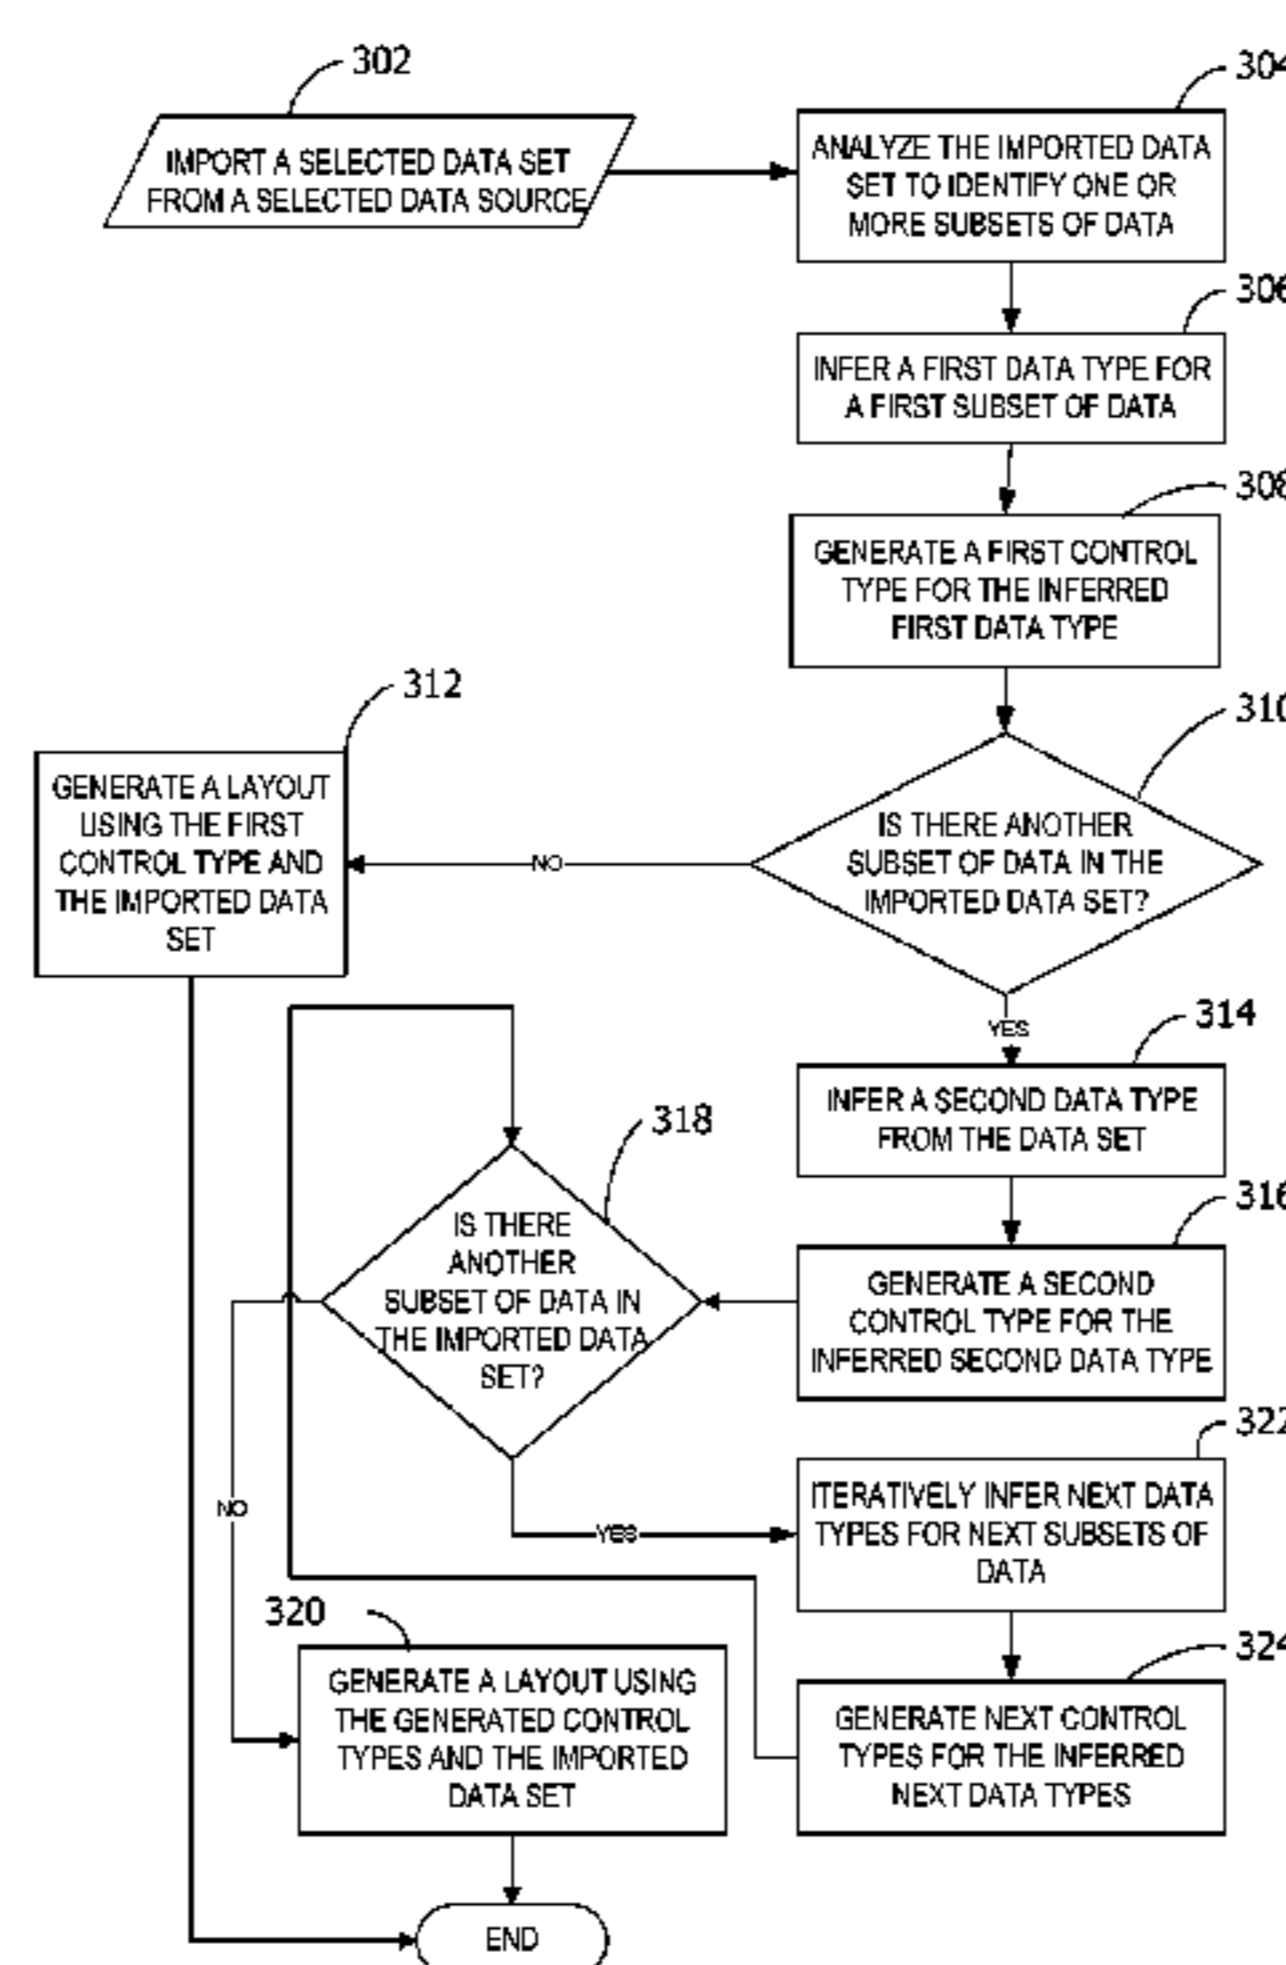 302
IMPORT A SELECTED DATA SET
FROM A SELECTED DATA SOURCE
304
ANALYZE THE IMPORTED DATA
SET TO IDENTIFY ONE OR
MORE SUBSETS OF DATA
306
INFER A FIRST DATA TYPE FOR
A FIRST SUBSET OF DATA
308
GENERATE A FIRST CONTROL
TYPE FOR THE INFERRED
FIRST DATA TYPE
310
IS THERE ANOTHER
SUBSET OF DATA IN THE
IMPORTED DATA SET?
NO
312
GENERATE A LAYOUT
USING THE FIRST
CONTROL TYPE AND
THE IMPORTED DATA
SET
YES
314
INFER A SECOND DATA TYPE
FROM THE DATA SET
316
GENERATE A SECOND
CONTROL TYPE FOR THE
INFERRED SECOND DATA TYPE
318
IS THERE
ANOTHER
SUBSET OF DATA IN
THE IMPORTED DATA
SET?
YES
322
ITERATIVELY INFER NEXT DATA
TYPES FOR NEXT SUBSETS OF
DATA
324
GENERATE NEXT CONTROL
TYPES FOR THE INFERRED
NEXT DATA TYPES
NO
320
GENERATE A LAYOUT USING
THE GENERATED CONTROL
TYPES AND THE IMPORTED
DATA SET
END